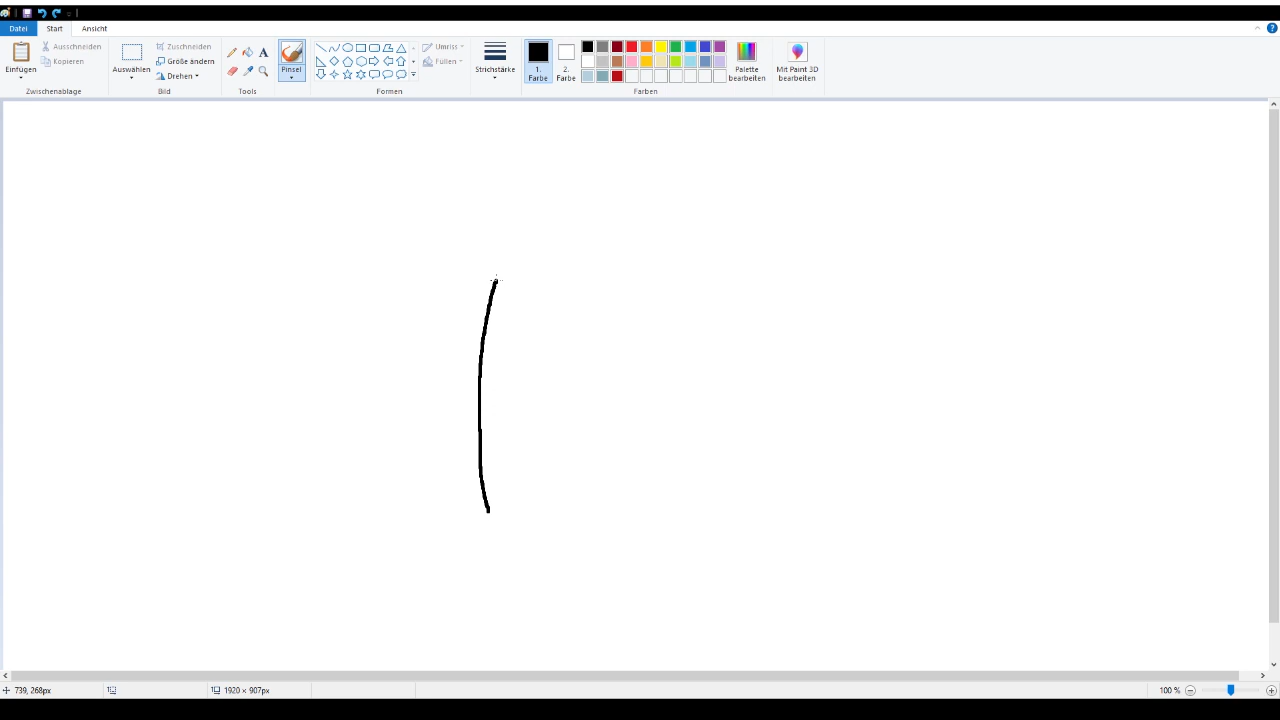 Datei Start Ansicht
Einfügen
Ausschneiden
Kopieren
Zwischenablage
Auswählen
Zuschneiden
Größe ändern
Drehen
Bild
A
Tools
Pinsel
Formen
Umriss
Füllen
Strichstärke
1. Farbe
2. Farbe
Farben
Palette bearbeiten
Mit Paint 3D bearbeiten
739, 268px
1920 × 907px
100 %